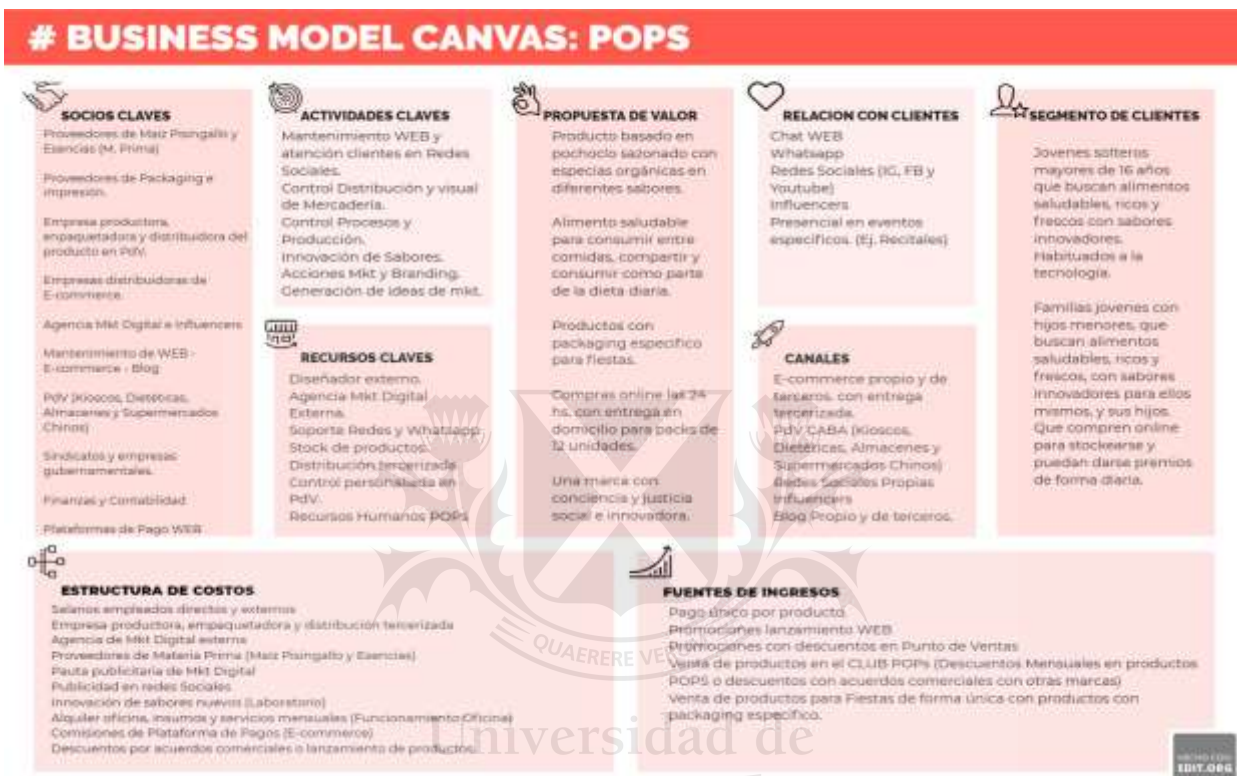 # BUSINESS MODEL CANVAS: POPS
SOCIOS CLAVES
Proveedores de Maiz Pisingallo y
Esencias (M. Prima)
Proveedores de Packaging e
impresión.
Empresa productora,
empaquetadora y distribuidora del
producto en PdV.
Empresas distribuidoras de
E-commerce.
Agencia Mkt Digital e Influencers
Mantenimiento de WEB -
E-commerce - Blog
PdV (Kioscos, Dietéticas,
Almacenes y Supermercados
Chinos)
Sindicatos y empresas
gubernamentales.
Finanzas y Contabilidad
Plataformas de Pago WEB
ACTIVIDADES CLAVES
Mantenimiento WEB y
atención clientes en Redes
Sociales.
Control Distribución y visual
de Mercadería.
Control Procesos y
Producción.
Innovación de Sabores.
Acciones Mkt y Branding.
Generación de ideas de mkt.
RECURSOS CLAVES
Diseñador externo.
Agencia Mkt Digital
Externa.
Soporte Redes y Whatsapp
Stock de productos.
Distribución tercerizada
Control personalizada en
PdV.
Recursos Humanos POPs
PROPUESTA DE VALOR
Producto basado en
pochoclo sazonado con
especias orgánicas en
diferentes sabores.
Alimento saludable
para consumir entre
comidas, compartir y
consumir como parte
de la dieta diaria.
Productos con
packaging especifico
para fiestas.
Compras online las 24
hs. con entrega en
domicilio para packs de
12 unidades.
Una marca con
conciencia y justicia
social e innovadora.
RELACION CON CLIENTES
Chat WEB
Whatsapp
Redes Sociales (IG, FB y
Youtube)
Influencers
Presencial en eventos
específicos. (Ej. Recitales)
CANALES
E-commerce propio y de
terceros, con entrega
tercerizada.
PdV CABA (Kioscos,
Dietéticas, Almacenes y
Supermercados Chinos)
Redes Sociales Propias
Influencers
Blog Propio y de terceros.
SEGMENTO DE CLIENTES
Jovenes solteros
mayores de 16 años
que buscan alimentos
saludables, ricos y
frescos con sabores
innovadores.
Habituados a la
tecnología.
Familias jovenes con
hijos menores, que
buscan alimentos
saludables, ricos y
frescos, con sabores
innovadores para ellos
mismos, y sus hijos.
Que compren online
para stockearse y
puedan darse premios
de forma diaria.
ESTRUCTURA DE COSTOS
Salarios empleados directos y externos
Empresa productora, empaquetadora y distribución tercerizada
Agencia de Mkt Digital externa
Proveedores de Materia Prima (Maiz Pisingallo y Esencias)
Pauta publicitaria de Mkt Digital
Publicidad en redes Sociales
Innovación de sabores nuevos (Laboratorio)
Alquiler oficina, insumos y servicios mensuales (Funcionamiento Oficina)
Comisiones de Plataforma de Pagos (E-commerce)
Descuentos por acuerdos comerciales o lanzamiento de productos.
FUENTES DE INGRESOS
Pago único por producto.
Promociones lanzamiento WEB
Promociones con descuentos en Punto de Ventas
Venta de productos en el CLUB POPs (Descuentos Mensuales en productos
POPS o descuentos con acuerdos comerciales con otras marcas)
Venta de productos para Fiestas de forma única con productos con
packaging específico.
QUAERERE VE
Universidad de
HECHO CON
EDIT.ORG